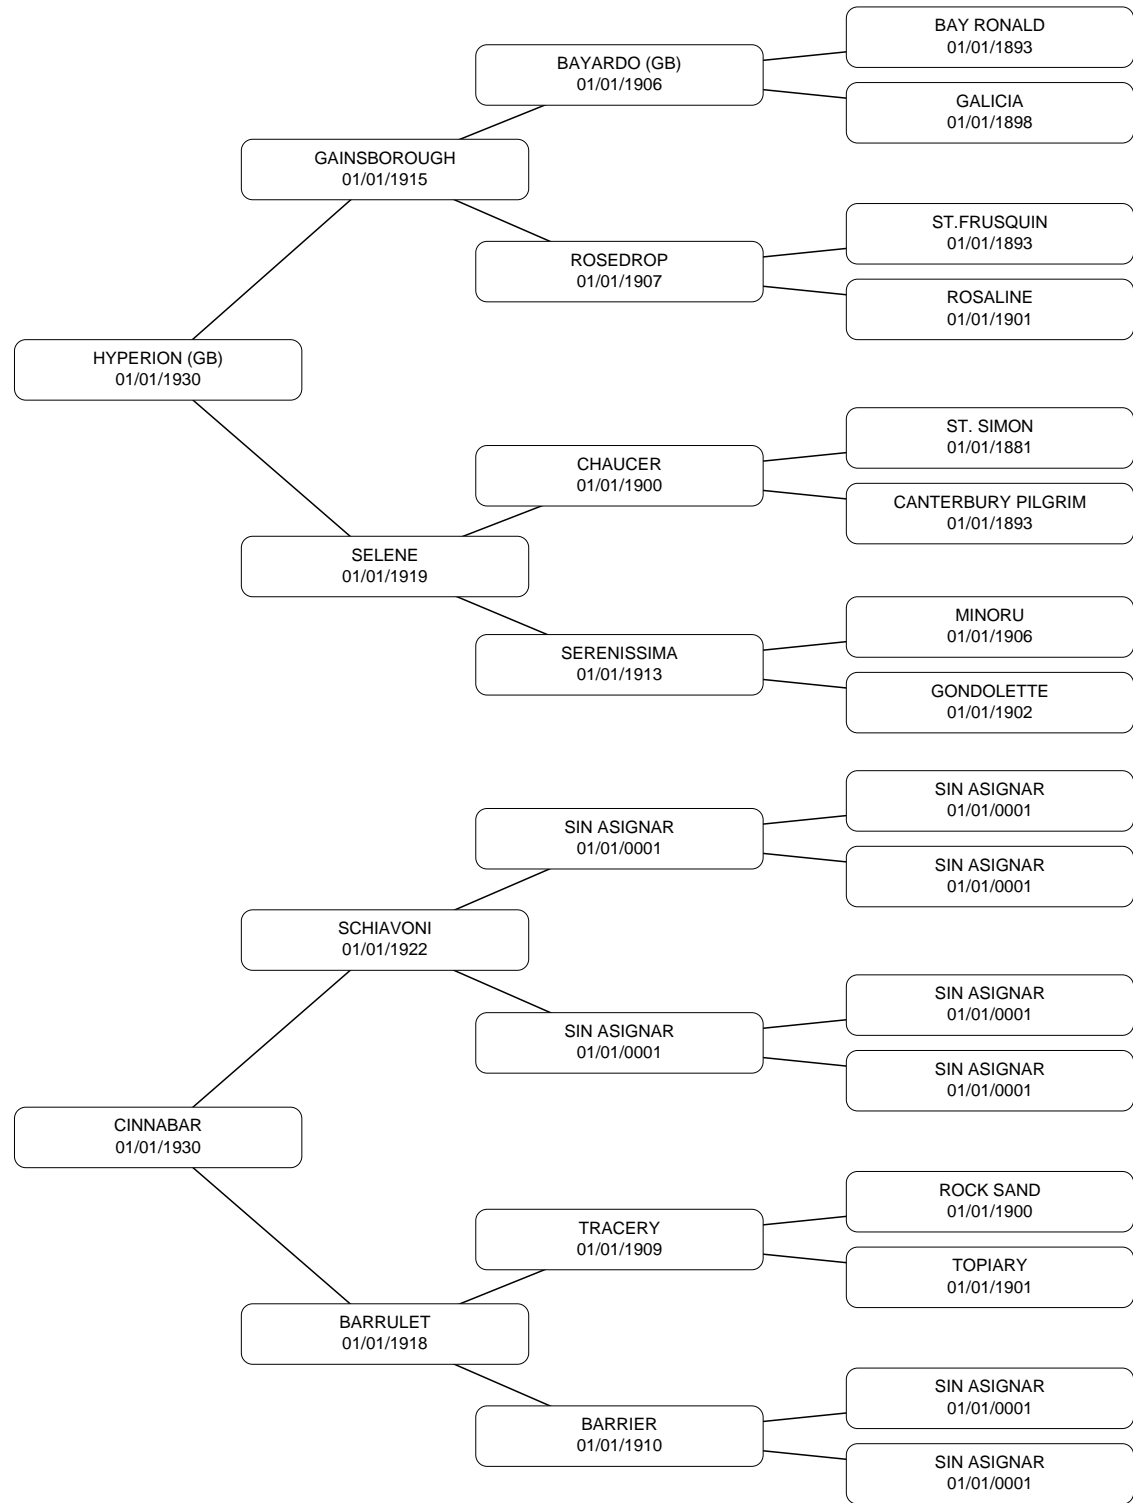 BAY RONALD
01/01/1893
BAYARDO (GB)
01/01/1906
GALICIA
01/01/1898
GAINSBOROUGH
01/01/1915
ST.FRUSQUIN
01/01/1893
ROSEDROP
01/01/1907
ROSALINE
01/01/1901
HYPERION (GB)
01/01/1930
ST. SIMON
01/01/1881
CHAUCER
01/01/1900
CANTERBURY PILGRIM
01/01/1893
SELENE
01/01/1919
MINORU
01/01/1906
SERENISSIMA
01/01/1913
GONDOLETTE
01/01/1902
SIN ASIGNAR
01/01/0001
SIN ASIGNAR
01/01/0001
SIN ASIGNAR
01/01/0001
SCHIAVONI
01/01/1922
SIN ASIGNAR
01/01/0001
SIN ASIGNAR
01/01/0001
SIN ASIGNAR
01/01/0001
CINNABAR
01/01/1930
ROCK SAND
01/01/1900
TRACERY
01/01/1909
TOPIARY
01/01/1901
BARRULET
01/01/1918
SIN ASIGNAR
01/01/0001
BARRIER
01/01/1910
SIN ASIGNAR
01/01/0001